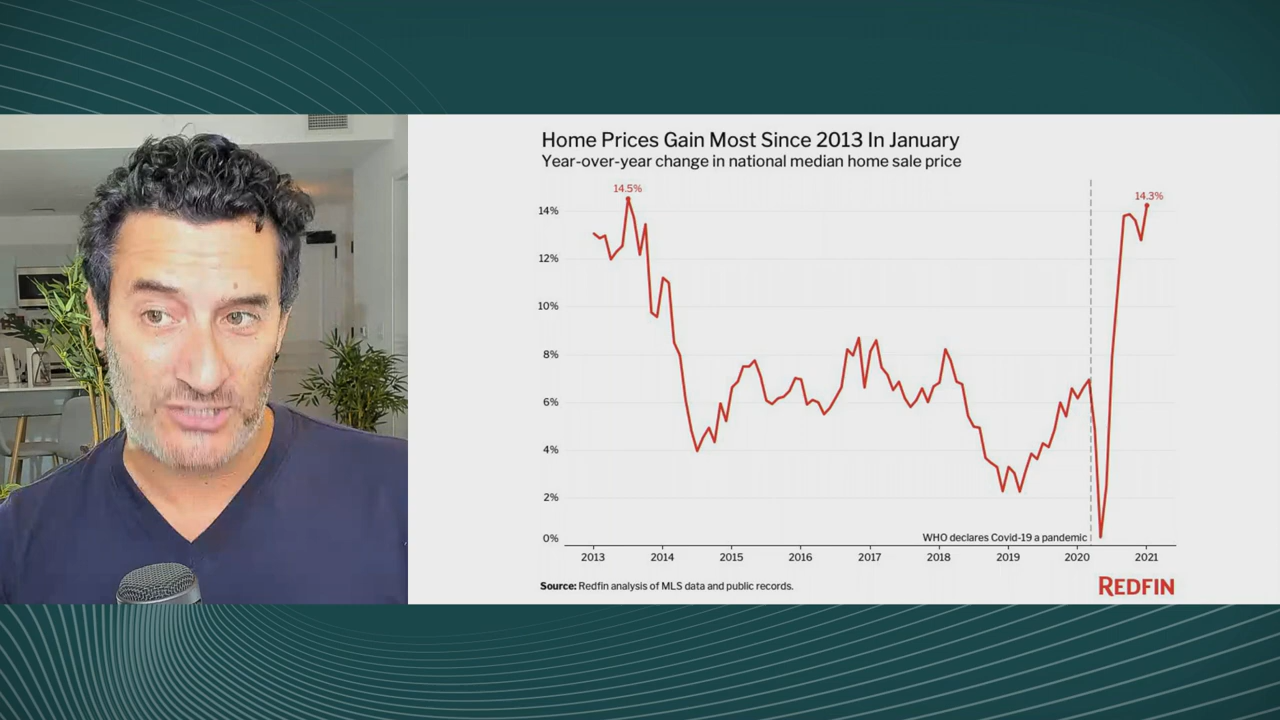 Home Prices Gain Most Since 2013 In January
Year-over-year change in national median home sale price
14.5%
14.3%
14%
12%
10%
8%
6%
4%
2%
0%
WHO declares Covid-19 a pandemic
2013 2014 2015 2016 2017 2018 2019 2020 2021
Source: Redfin analysis of MLS data and public records.
REDFIN